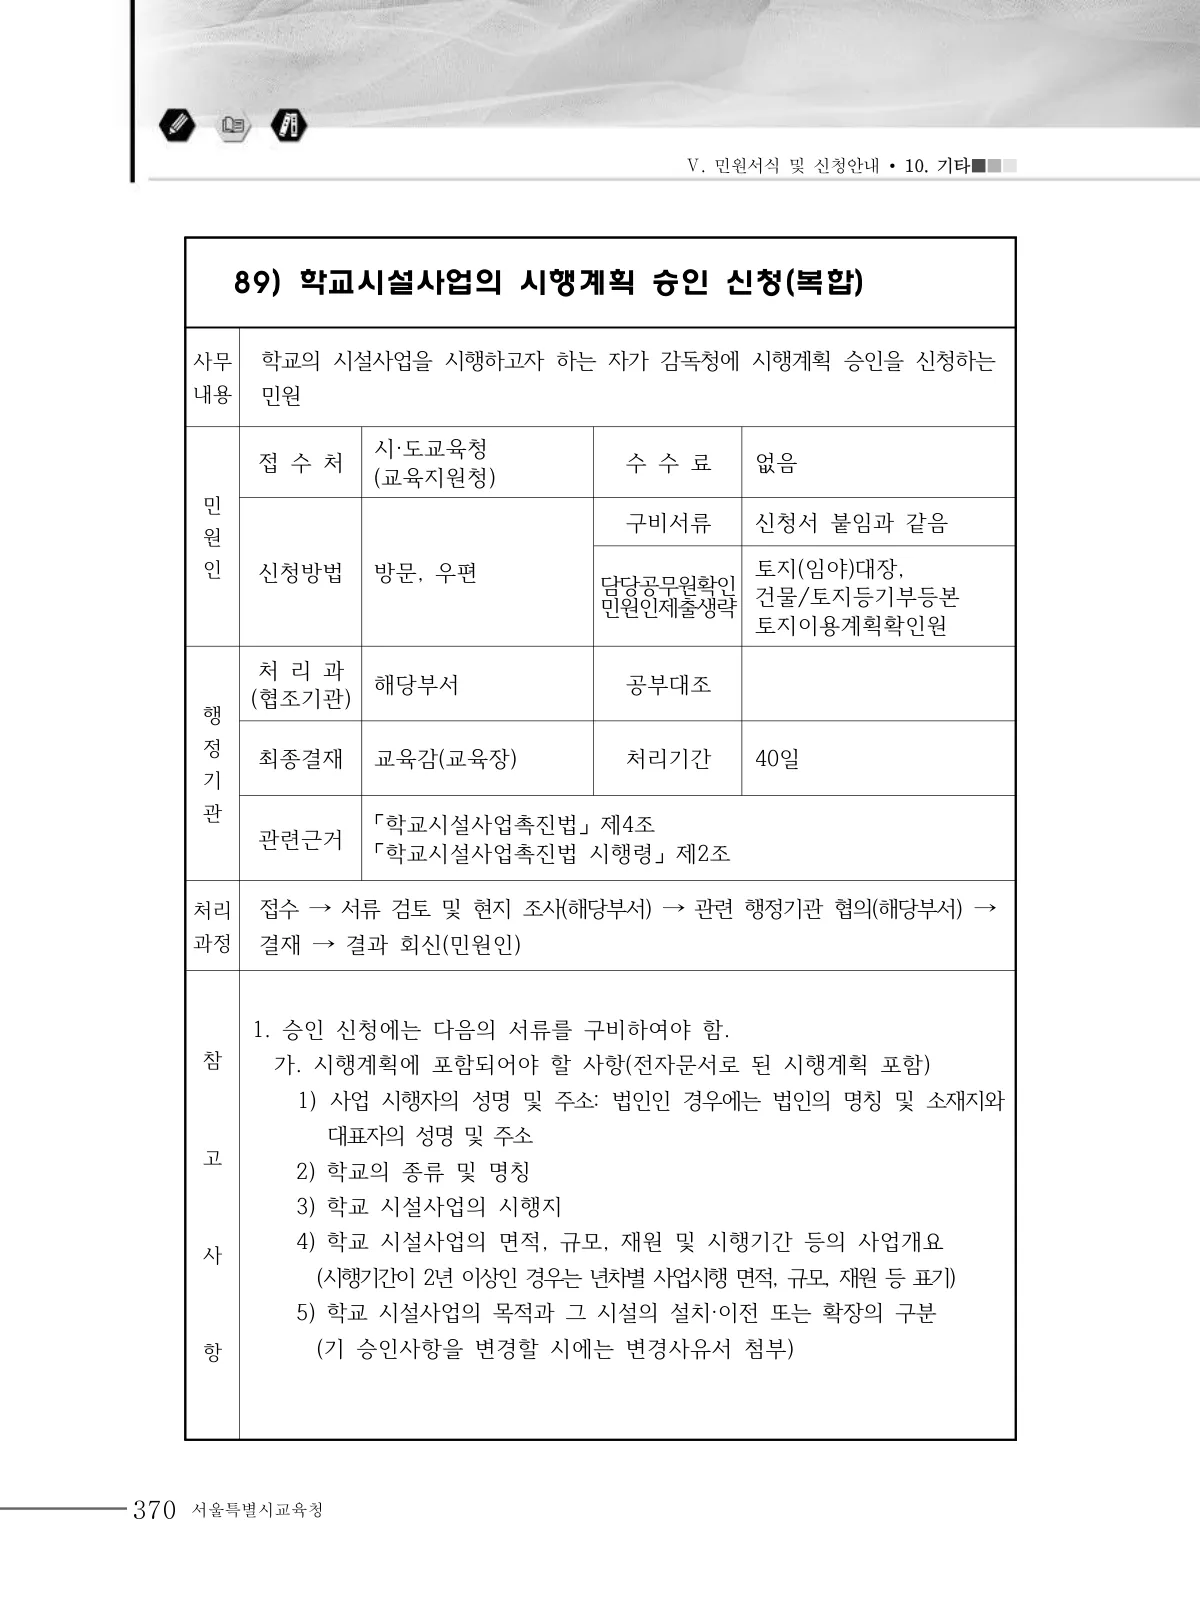 Ⅴ. 민원서식 및 신청안내 • 10. 기타
89) 학교시설사업의 시행계획 승인 신청(복합)
사무
내용
학교의 시설사업을 시행하고자 하는 자가 감독청에 시행계획 승인을 신청하는
민원
민
원
인
접 수 처
시·도교육청
(교육지원청)
수 수 료
없음
신청방법
방문, 우편
구비서류
신청서 붙임과 같음
담당공무원확인
민원인제출생략
토지(임야)대장,
건물/토지등기부등본
토지이용계획확인원
행
정
기
관
처 리 과
(협조기관)
해당부서
공부대조
최종결재
교육감(교육장)
처리기간
40일
관련근거
「학교시설사업촉진법」 제4조
「학교시설사업촉진법 시행령」 제2조
처리
과정
접수 → 서류 검토 및 현지 조사(해당부서) → 관련 행정기관 협의(해당부서) →
결재 → 결과 회신(민원인)
참
고
사
항
1. 승인 신청에는 다음의 서류를 구비하여야 함.
가. 시행계획에 포함되어야 할 사항(전자문서로 된 시행계획 포함)
1) 사업 시행자의 성명 및 주소: 법인인 경우에는 법인의 명칭 및 소재지와
대표자의 성명 및 주소
2) 학교의 종류 및 명칭
3) 학교 시설사업의 시행지
4) 학교 시설사업의 면적, 규모, 재원 및 시행기간 등의 사업개요
(시행기간이 2년 이상인 경우는 년차별 사업시행 면적, 규모, 재원 등 표기)
5) 학교 시설사업의 목적과 그 시설의 설치·이전 또는 확장의 구분
(기 승인사항을 변경할 시에는 변경사유서 첨부)
370 서울특별시교육청